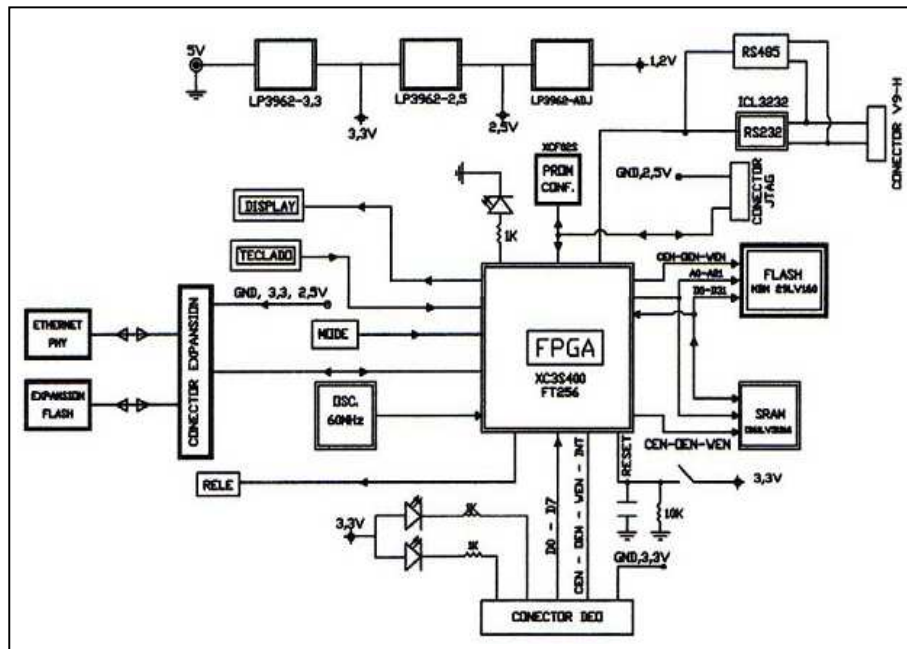 5V
LP3962-3,3
3,3V
LP3962-2,5
2,5V
LP3962-ADJ
1,2V
RS485
ICL3232
RS232
CONECTOR V9-H
XCF02S
PROM
CONF.
GND,2,5V
CONECTOR
JTAG
1K
DISPLAY
TECLADO
GND, 3,3, 2,5V
MODE
ETHERNET
PHY
EXPANSION
FLASH
CONECTOR EXPANSION
OSC.
60MHz
FPGA
XC3S400
FT256
CEN-OEN-WEN
A0-A21
D0-D31
FLASH
29LV160
SRAM
CEN-OEN-WEN
RELE
RESET
3,3V
10K
3,3V
1K
1K
D0 - D7
CEN - OEN - WEN - INT
GND,3,3V
CONECTOR DEO